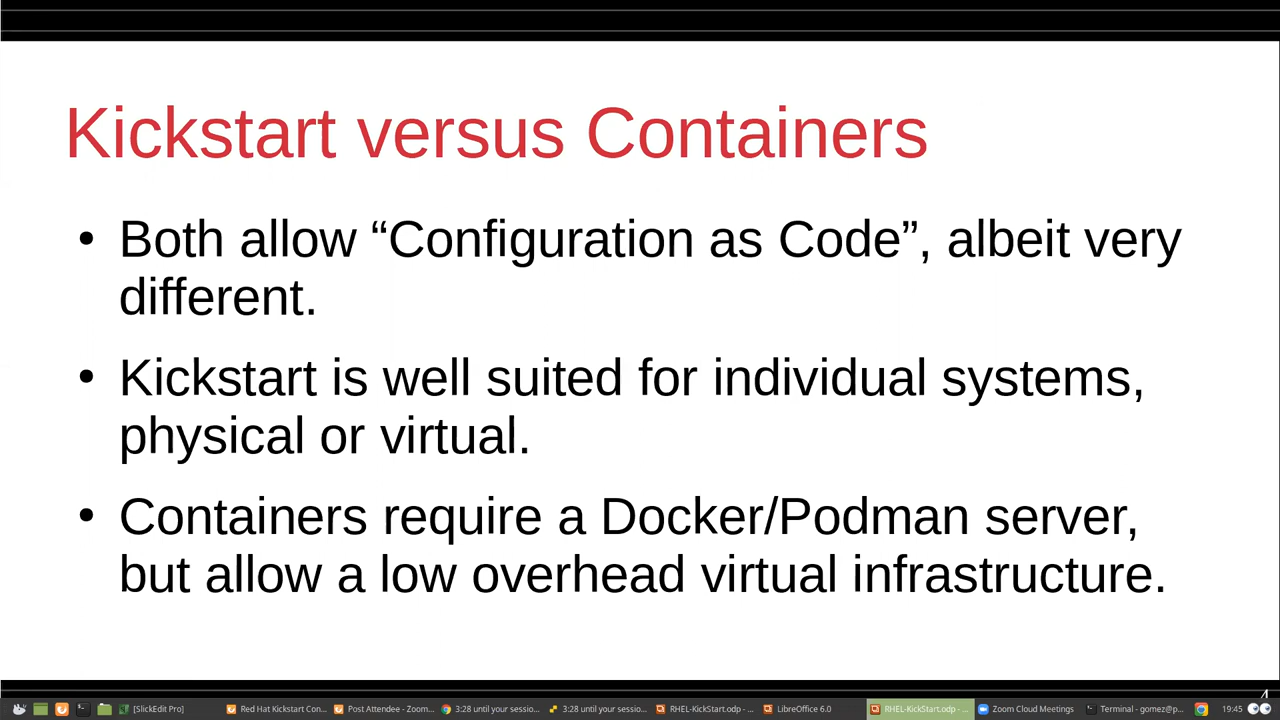 Kickstart versus Containers
• Both allow “Configuration as Code”, albeit very
different.
• Kickstart is well suited for individual systems,
physical or virtual.
• Containers require a Docker/Podman server,
but allow a low overhead virtual infrastructure.
4
[SlickEdit Pro] Red Hat Kickstart Con... Post Attendee - Zoom... 3:28 until your sessio... 3:28 until your sessio... RHEL-KickStart.odp - ... LibreOffice 6.0 RHEL-KickStart.odp - ... Zoom Cloud Meetings Terminal - gomez@p... 19:45